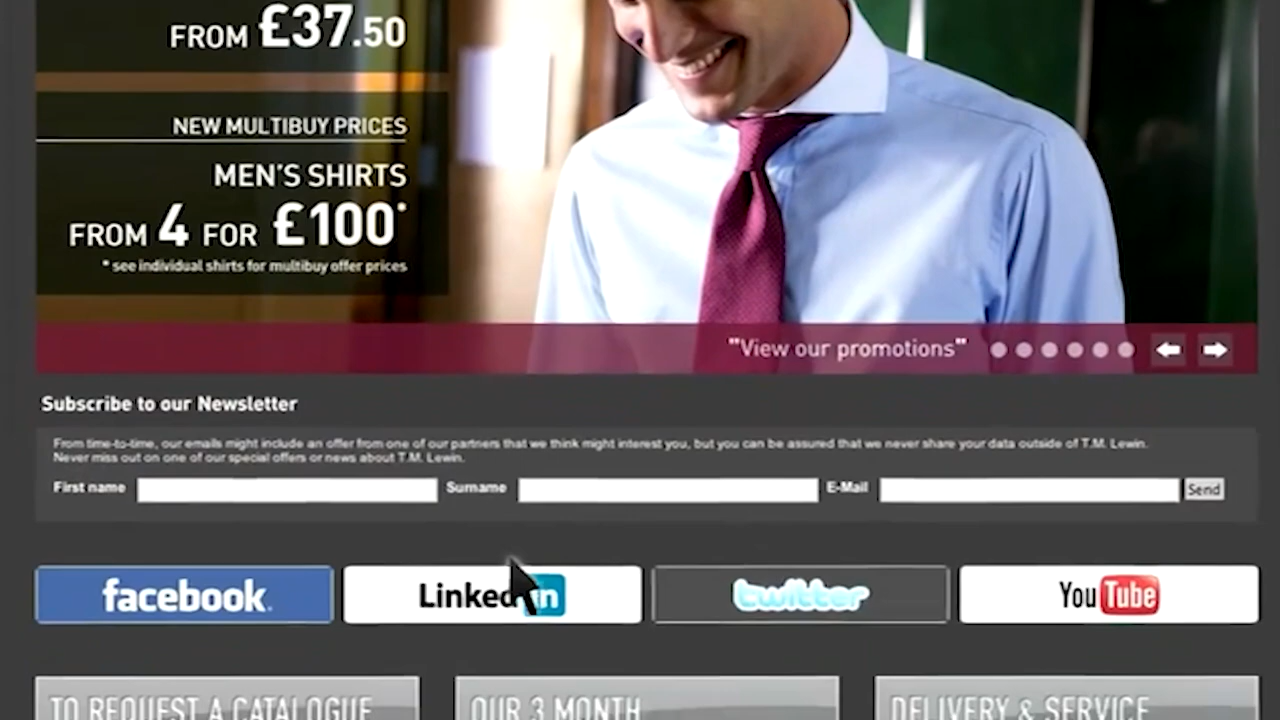 FROM £37.50
NEW MULTIBUY PRICES
MEN'S SHIRTS
FROM 4 FOR £100*
* see individual shirts for multibuy offer prices
"View our promotions"
Subscribe to our Newsletter
From time-to-time, our emails might include an offer from one of our partners that we think might interest you, but you can be assured that we never share your data outside of T.M. Lewin.
Never miss out on one of our special offers or news about T.M. Lewin.
First name Surname E-Mail Send
facebook. Linked in twitter YouTube
TO REQUEST A CATALOGUE OUR 3 MONTH DELIVERY & SERVICE